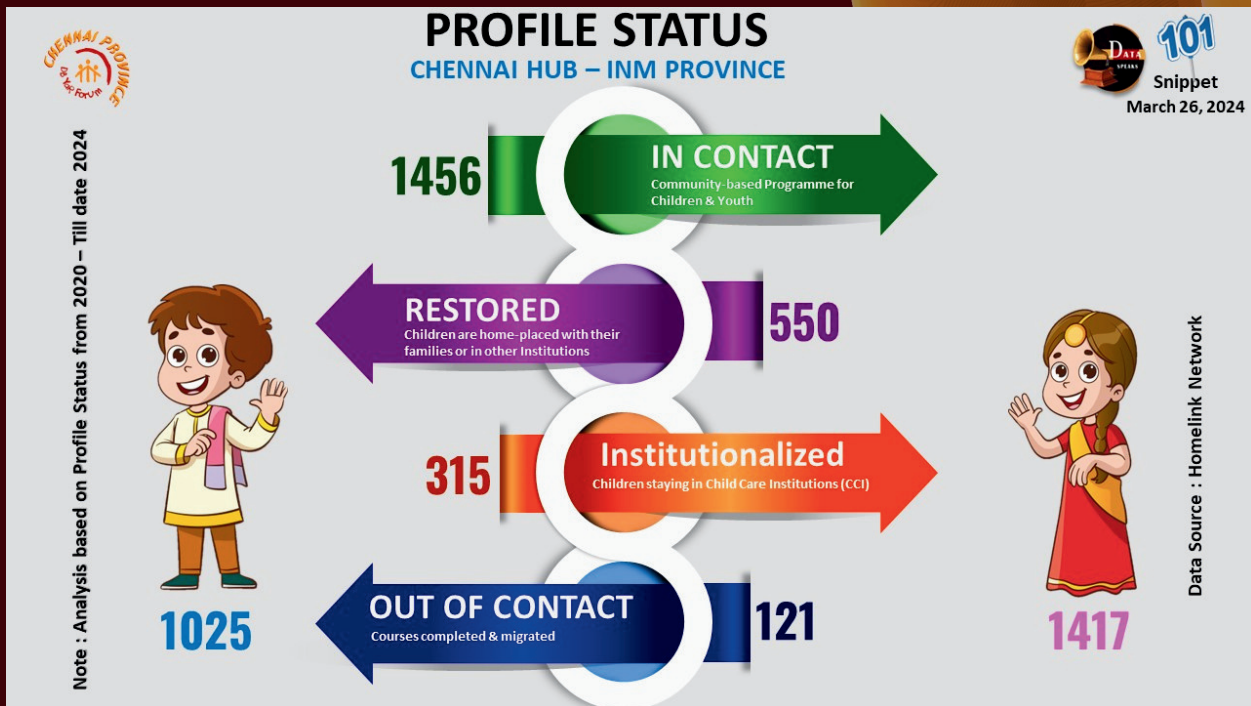 PROFILE STATUS
CHENNAI HUB – INM PROVINCE
CHENNAI PROVINCE
DB YaR Forum
DATA
SPEAKS
101
Snippet
March 26, 2024
Note : Analysis based on Profile Status from 2020 – Till date 2024
1456
IN CONTACT
Community-based Programme for
Children & Youth
RESTORED
Children are home-placed with their
families or in other Institutions
550
315
Institutionalized
Children staying in Child Care Institutions (CCI)
OUT OF CONTACT
Courses completed & migrated
121
1025
1417
Data Source : Homelink Network